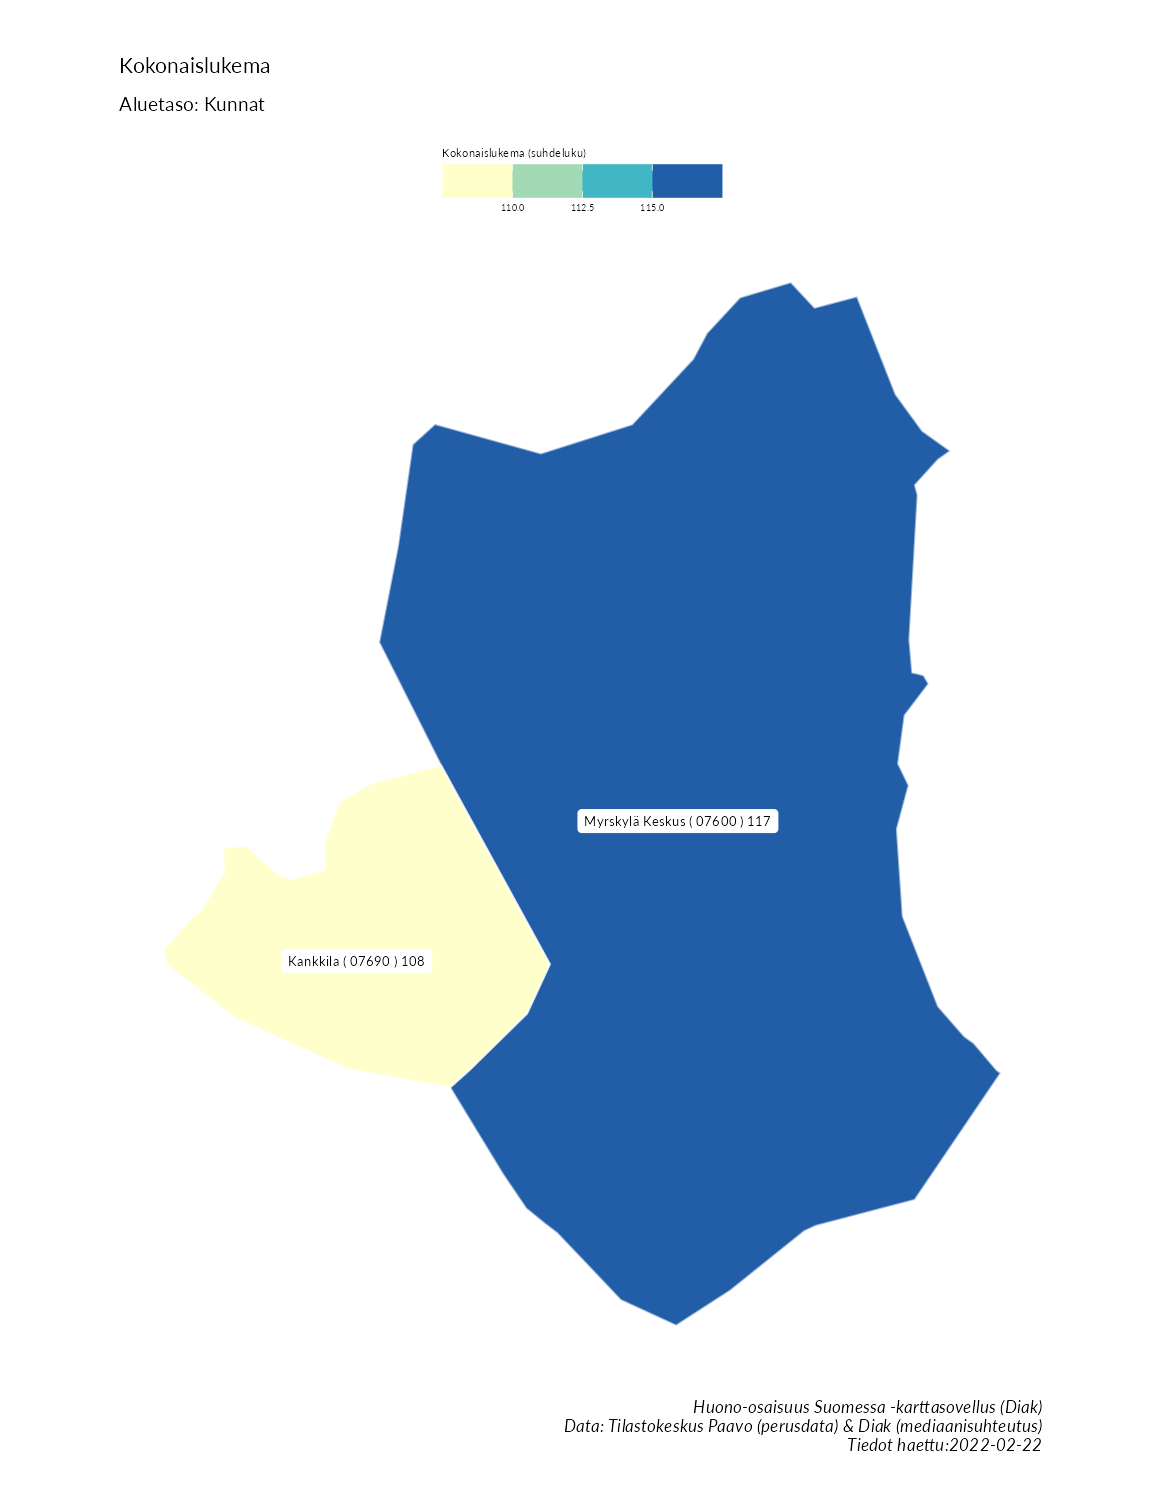 Kokonaislukema
Aluetaso: Kunnat
Kokonaislukema (suhdeluku)
110.0 112.5 115.0
Myrskylä Keskus ( 07600 ) 117
Kankkila ( 07690 ) 108
Huono-osaisuus Suomessa -karttasovellus (Diak)
Data: Tilastokeskus Paavo (perusdata) & Diak (mediaanisuhteutus)
Tiedot haettu:2022-02-22